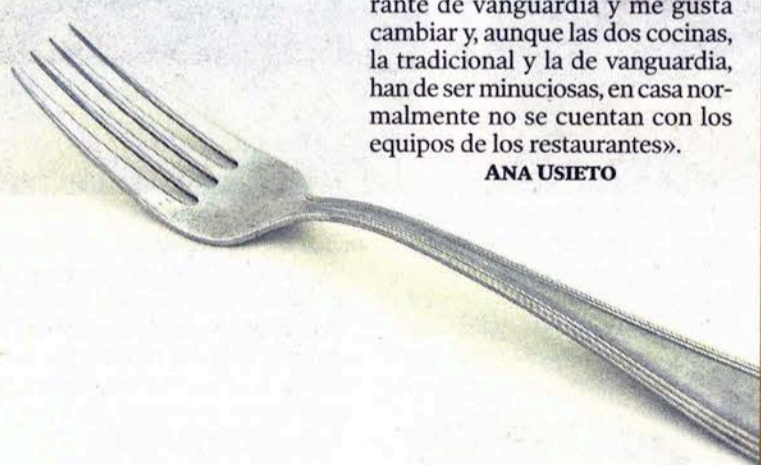 rante de vanguardia y me gusta
cambiar y, aunque las dos cocinas,
la tradicional y la de vanguardia,
han de ser minuciosas, en casa nor-
malmente no se cuentan con los
equipos de los restaurantes».
ANA USIETO